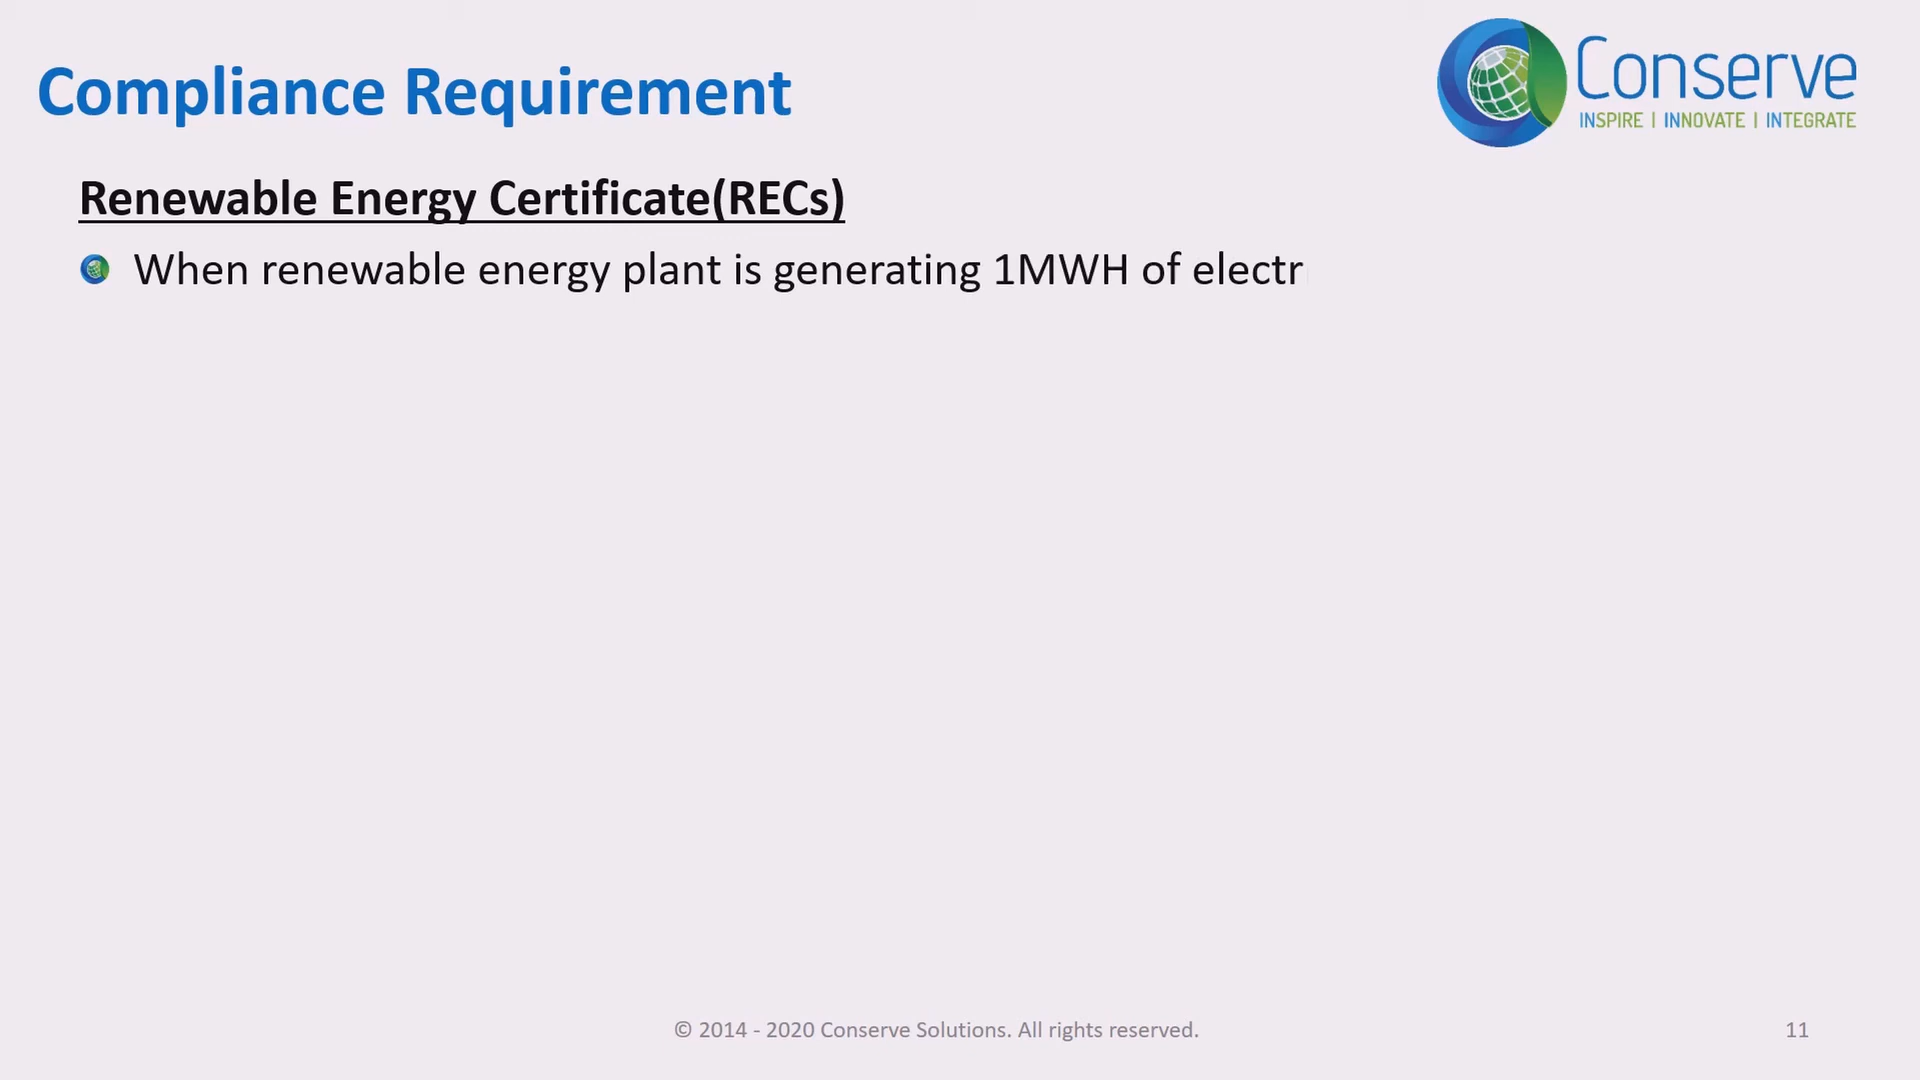 Compliance Requirement
Conserve
INSPIRE | INNOVATE | INTEGRATE
Renewable Energy Certificate(RECs)
When renewable energy plant is generating 1MWH of electr
© 2014 - 2020 Conserve Solutions. All rights reserved.
11